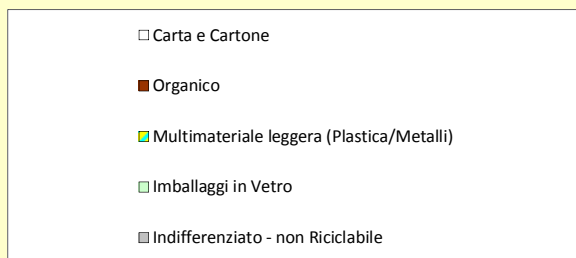 Carta e Cartone
Organico
Multimateriale leggera (Plastica/Metalli)
Imballaggi in Vetro
Indifferenziato - non Riciclabile